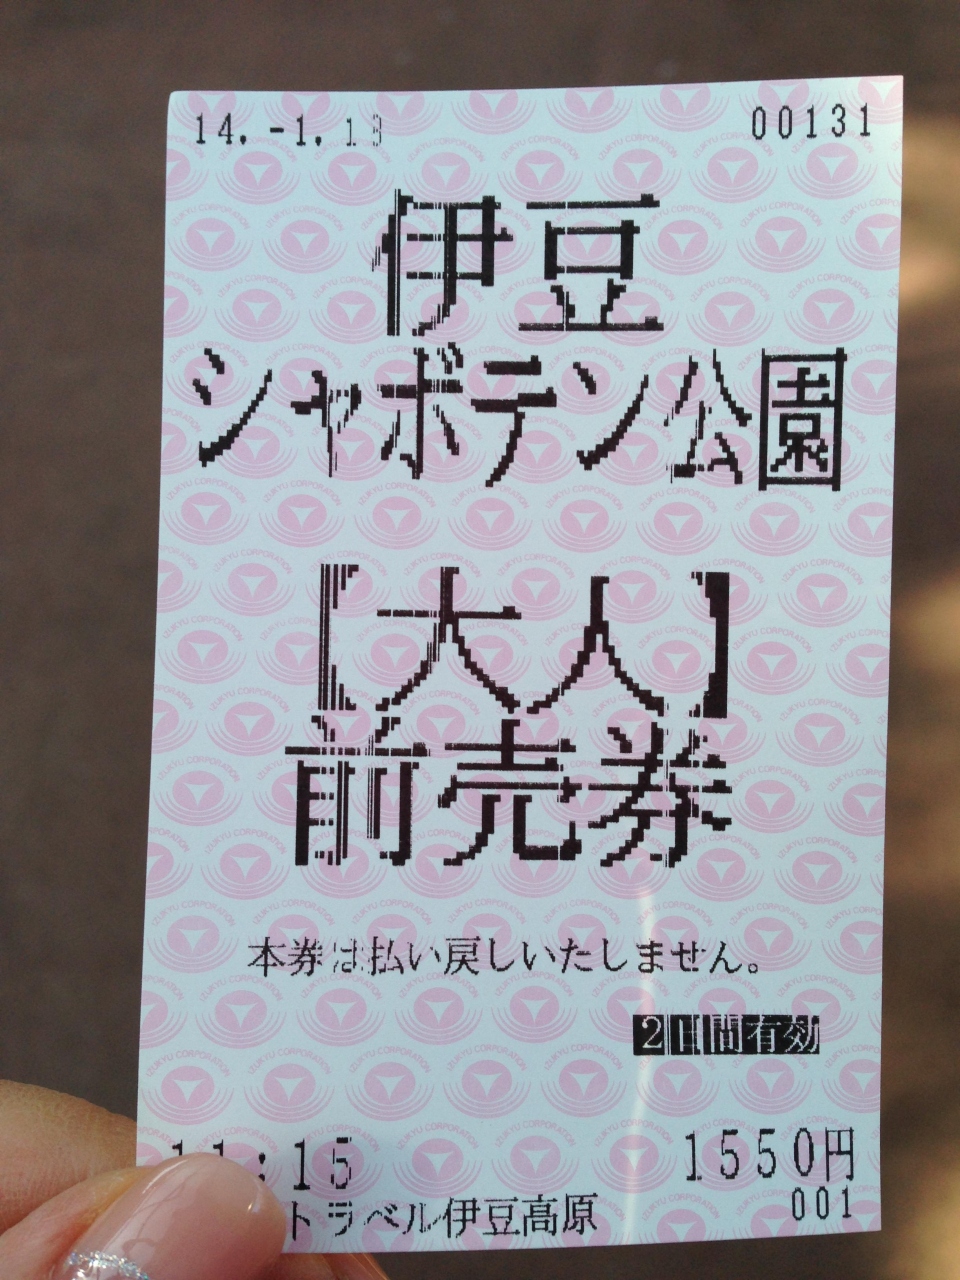 14.-1.13 00131
伊豆
シャボテン公園
【大人】
前売券
本券は払い戻しいたしません。
2日間有効
11:15 1550円
トラベル伊豆高原 001
IZUKYU CORPORATION